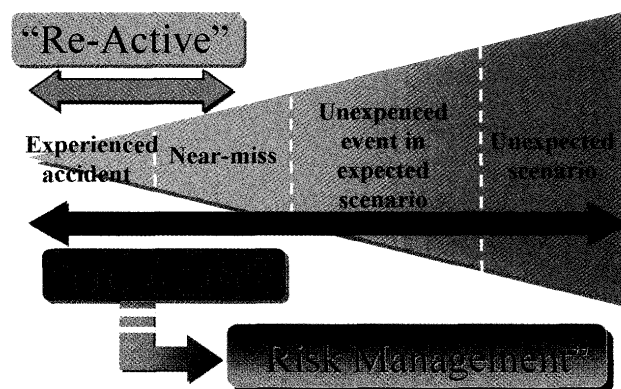 “Re-Active”
Experienced
accident
Near-miss
Unexpenced
event in
expected
scenario
Unexpected
scenario
Risk Management”